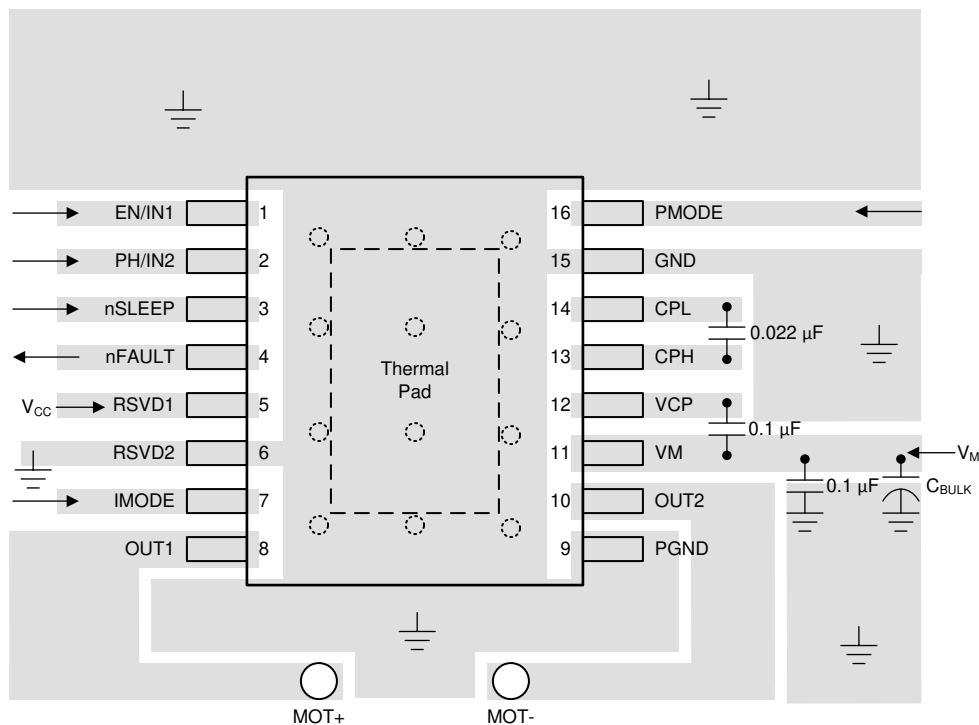 EN/IN1 1 16 PMODE
PH/IN2 2 15 GND
nSLEEP 3 14 CPL
0.022 µF
nFAULT 4 13 CPH
Thermal
Pad
VCC RSVD1 5 12 VCP
0.1 µF
RSVD2 6 11 VM VM
IMODE 7 10 OUT2 0.1 µF CBULK
OUT1 8 9 PGND
MOT+ MOT-